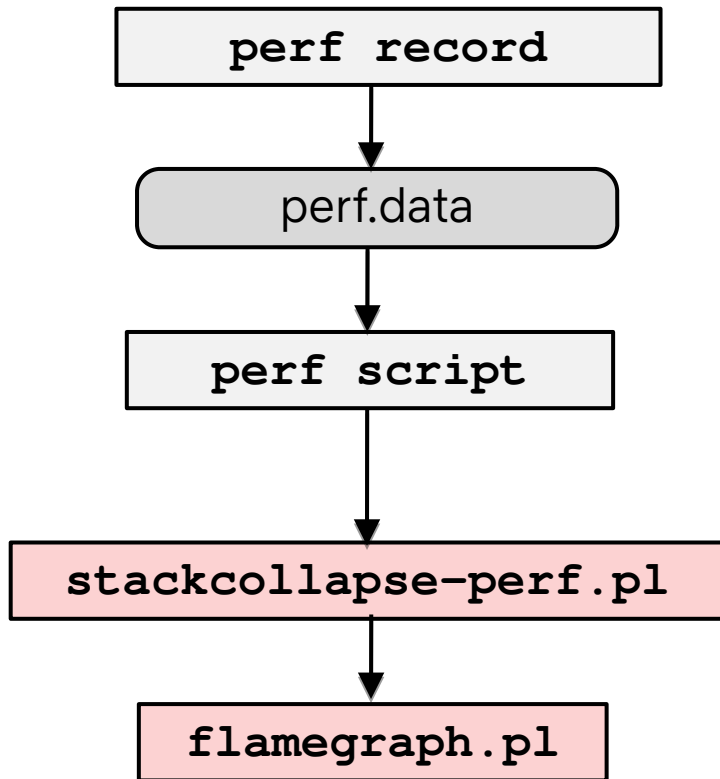 perf record
perf.data
perf script
stackcollapse-perf.pl
flamegraph.pl